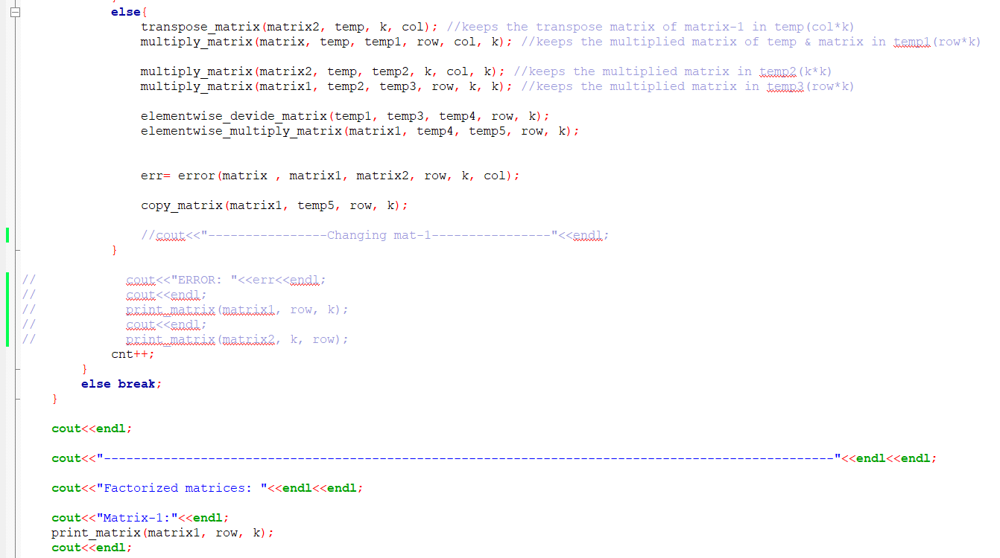 else{
transpose_matrix(matrix2, temp, k, col); //keeps the transpose matrix of matrix-1 in temp(col*k)
multiply_matrix(matrix, temp, temp1, row, col, k); //keeps the multiplied matrix of temp & matrix in temp1(row*k)
multiply_matrix(matrix2, temp, temp2, k, col, k); //keeps the multiplied matrix in temp2(k*k)
multiply_matrix(matrix1, temp2, temp3, row, k, k); //keeps the multiplied matrix in temp3(row*k)
elementwise_devide_matrix(temp1, temp3, temp4, row, k);
elementwise_multiply_matrix(matrix1, temp4, temp5, row, k);
err= error(matrix , matrix1, matrix2, row, k, col);
copy_matrix(matrix1, temp5, row, k);
//cout<<"----------------Changing mat-1----------------"<<endl;
}
// cout<<"ERROR: "<<err<<endl;
// cout<<endl;
// print_matrix(matrix1, row, k);
// cout<<endl;
// print_matrix(matrix2, k, row);
cnt++;
}
else break;
}
cout<<endl;
cout<<"--------------------------------------------------------------------------------------------------"<<endl<<endl;
cout<<"Factorized matrices: "<<endl<<endl;
cout<<"Matrix-1:"<<endl;
print_matrix(matrix1, row, k);
cout<<endl;